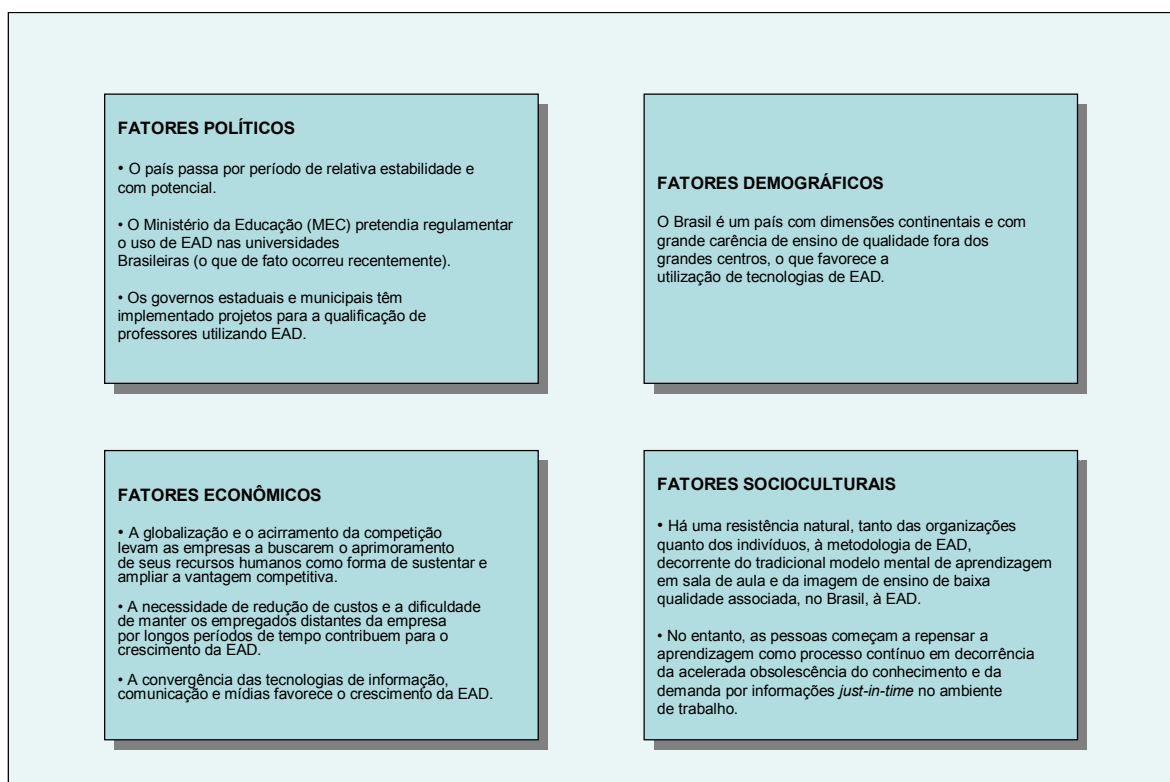 FATORES POLÍTICOS
• O país passa por período de relativa estabilidade e
com potencial.
• O Ministério da Educação (MEC) pretendia regulamentar
o uso de EAD nas universidades
Brasileiras (o que de fato ocorreu recentemente).
• Os governos estaduais e municipais têm
implementado projetos para a qualificação de
professores utilizando EAD.
FATORES DEMOGRÁFICOS
O Brasil é um país com dimensões continentais e com
grande carência de ensino de qualidade fora dos
grandes centros, o que favorece a
utilização de tecnologias de EAD.
FATORES ECONÔMICOS
• A globalização e o acirramento da competição
levam as empresas a buscarem o aprimoramento
de seus recursos humanos como forma de sustentar e
ampliar a vantagem competitiva.
• A necessidade de redução de custos e a dificuldade
de manter os empregados distantes da empresa
por longos períodos de tempo contribuem para o
crescimento da EAD.
• A convergência das tecnologias de informação,
comunicação e mídias favorece o crescimento da EAD.
FATORES SOCIOCULTURAIS
• Há uma resistência natural, tanto das organizações
quanto dos indivíduos, à metodologia de EAD,
decorrente do tradicional modelo mental de aprendizagem
em sala de aula e da imagem de ensino de baixa
qualidade associada, no Brasil, à EAD.
• No entanto, as pessoas começam a repensar a
aprendizagem como processo contínuo em decorrência
da acelerada obsolescência do conhecimento e da
demanda por informações just-in-time no ambiente
de trabalho.